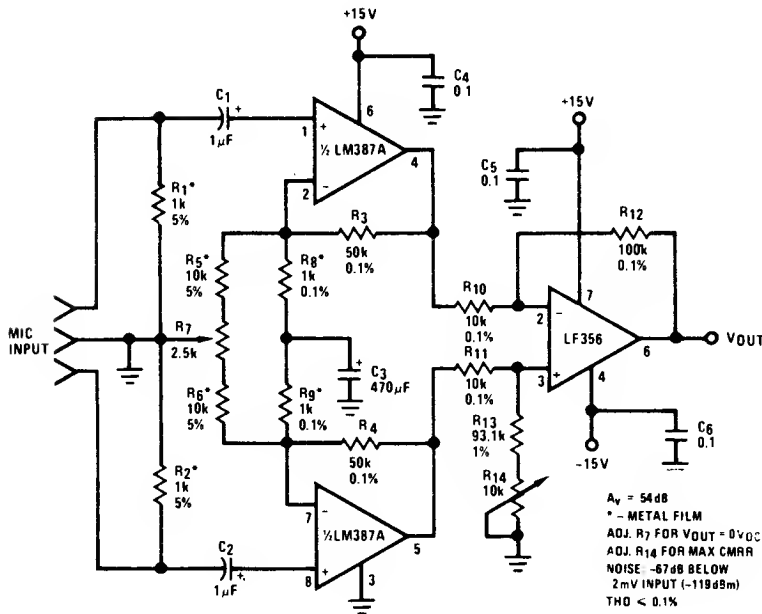 +15V
C4
0.1
6
C1
1μF
+
1
+
½ LM387A
4
2
−
+15V
C5
0.1
R1*
1k
5%
R3
50k
0.1%
R12
100k
0.1%
R5*
10k
5%
R8*
1k
0.1%
R10
10k
0.1%
7
2
−
LF356
6
VOUT
MIC
INPUT
R7
2.5k
+
C3
470μF
R11
10k
0.1%
3
+
4
R6*
10k
5%
R9*
1k
0.1%
R4
50k
0.1%
R13
93.1k
1%
C6
0.1
−15V
R2*
1k
5%
R14
10k
7
−
½LM387A
5
C2
1μF
+
8
+
3
Av = 54dB
* – METAL FILM
ADJ. R7 FOR VOUT = 0VDC
ADJ. R14 FOR MAX CMRR
NOISE: −67dB BELOW
2mV INPUT (−119dBm)
THD < 0.1%